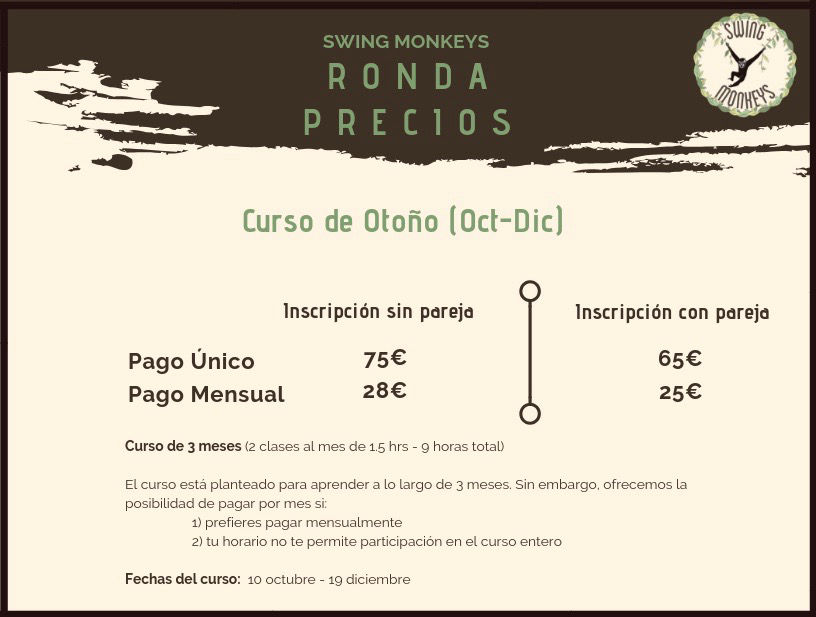 SWING MONKEYS
RONDA
PRECIOS
SWING
MONKEYS
Curso de Otoño (Oct-Dic)
Inscripción sin pareja
Inscripción con pareja
Pago Único 75€ 65€
Pago Mensual 28€ 25€
Curso de 3 meses (2 clases al mes de 1.5 hrs - 9 horas total)
El curso está planteado para aprender a lo largo de 3 meses. Sin embargo, ofrecemos la
posibilidad de pagar por mes si:
1) prefieres pagar mensualmente
2) tu horario no te permite participación en el curso entero
Fechas del curso: 10 octubre - 19 diciembre